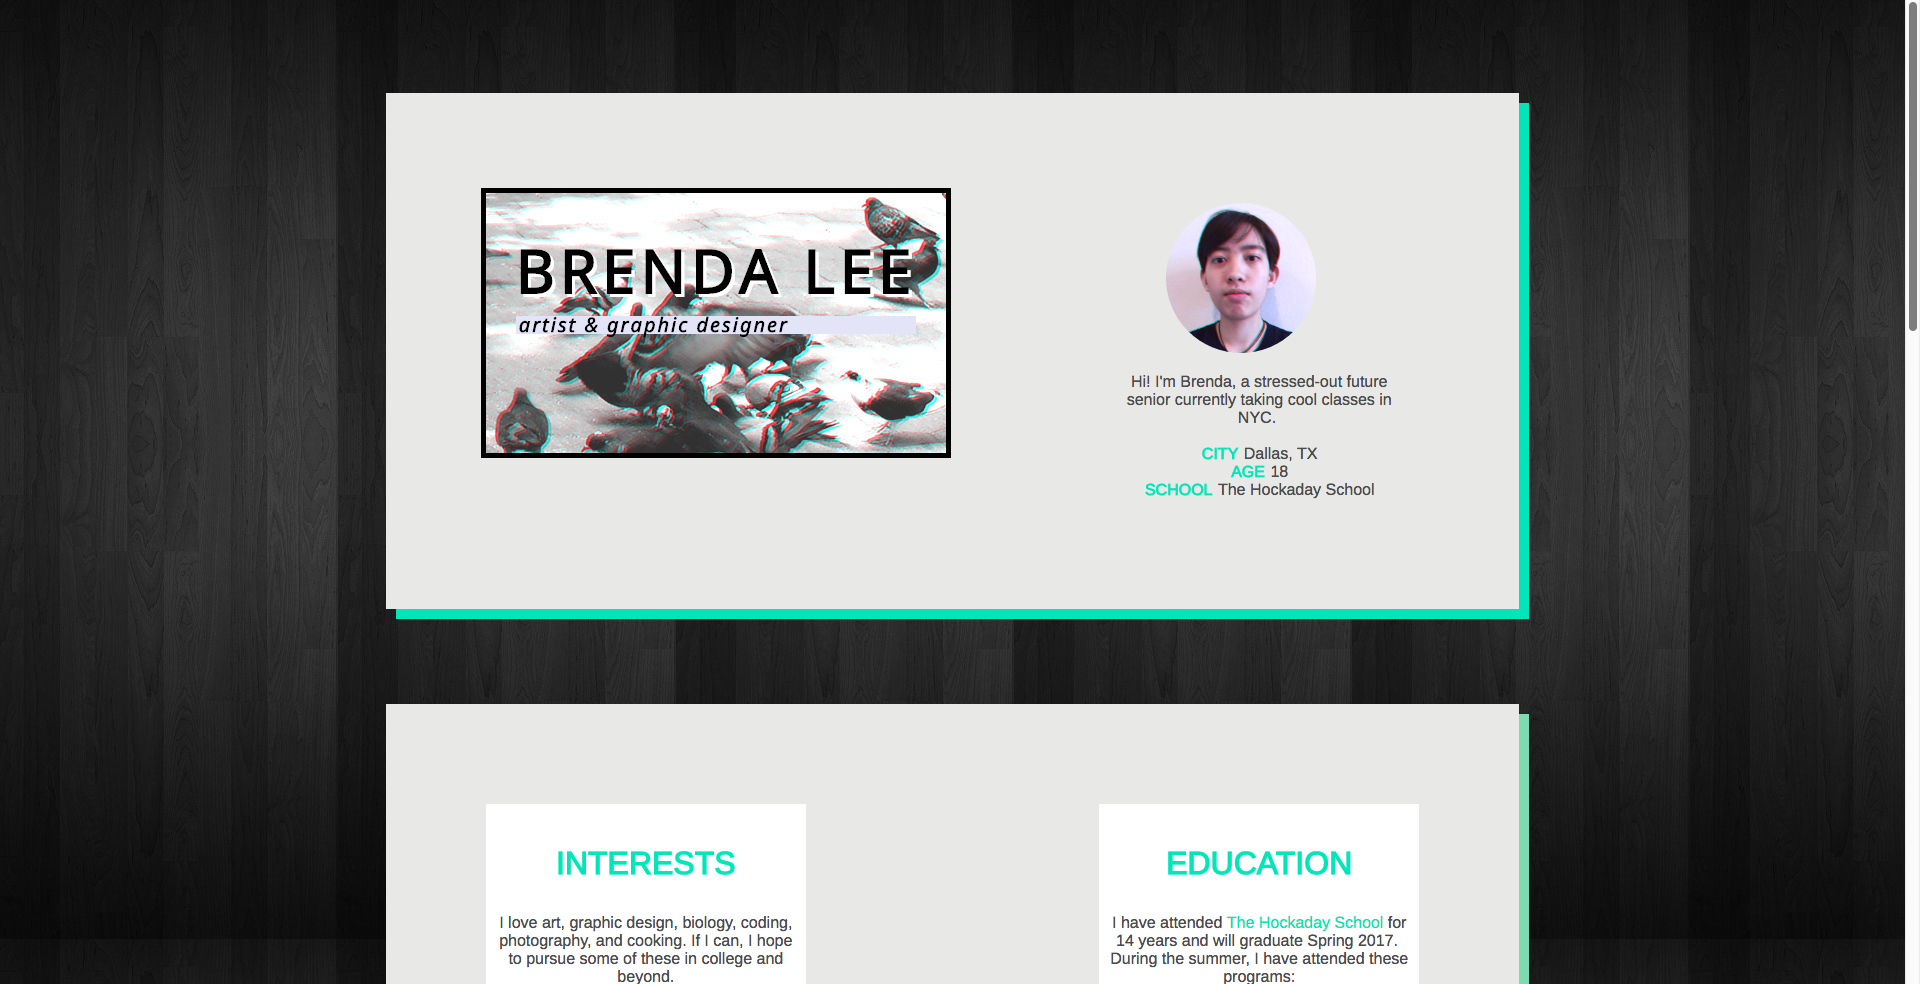 BRENDA LEE
artist & graphic designer
Hi! I'm Brenda, a stressed-out future
senior currently taking cool classes in
NYC.
CITY Dallas, TX
AGE 18
SCHOOL The Hockaday School
INTERESTS
I love art, graphic design, biology, coding,
photography, and cooking. If I can, I hope
to pursue some of these in college and
beyond.
EDUCATION
I have attended The Hockaday School for
14 years and will graduate Spring 2017.
During the summer, I have attended these
programs: